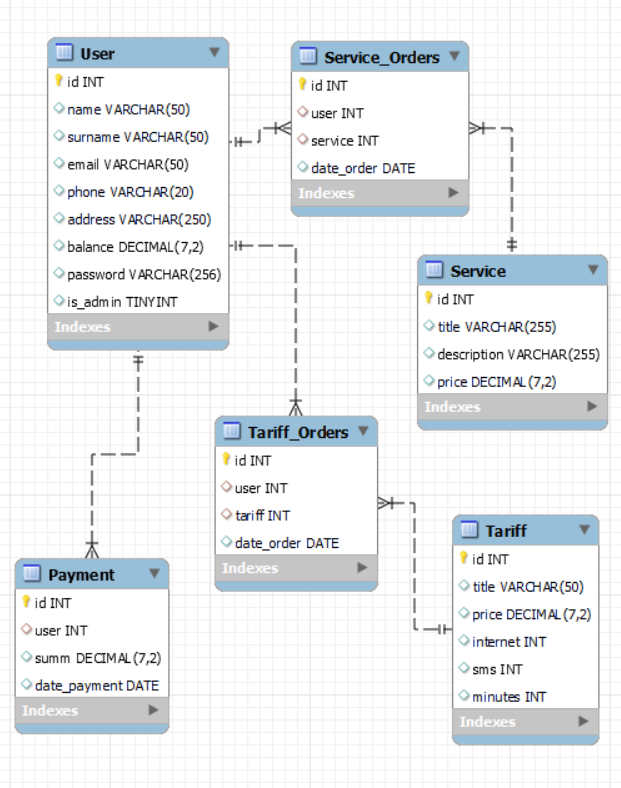 User
id INT
name VARCHAR(50)
surname VARCHAR(50)
email VARCHAR(50)
phone VARCHAR(20)
address VARCHAR(250)
balance DECIMAL(7,2)
password VARCHAR(256)
is_admin TINYINT
Indexes
Service_Orders
id INT
user INT
service INT
date_order DATE
Indexes
Service
id INT
title VARCHAR(255)
description VARCHAR(255)
price DECIMAL(7,2)
Indexes
Tariff_Orders
id INT
user INT
tariff INT
date_order DATE
Indexes
Tariff
id INT
title VARCHAR(50)
price DECIMAL(7,2)
internet INT
sms INT
minutes INT
Indexes
Payment
id INT
user INT
summ DECIMAL(7,2)
date_payment DATE
Indexes